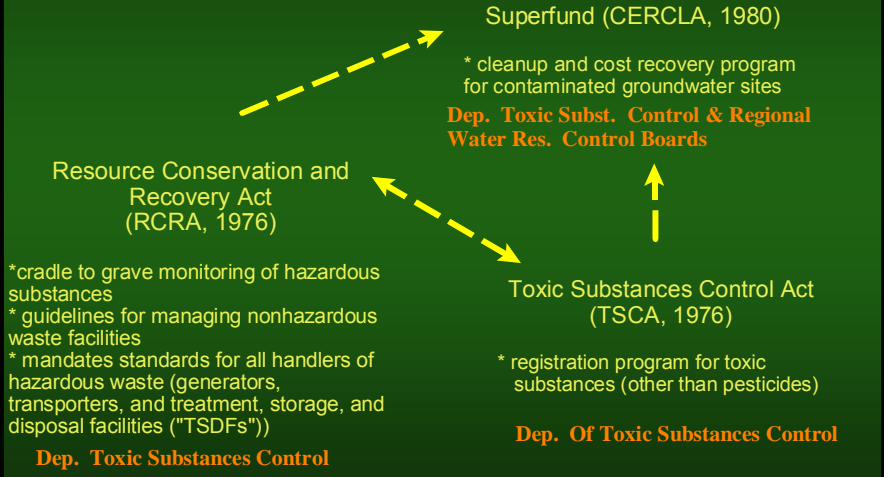 Superfund (CERCLA, 1980)
* cleanup and cost recovery program
for contaminated groundwater sites
Dep. Toxic Subst. Control & Regional
Water Res. Control Boards
Resource Conservation and
Recovery Act
(RCRA, 1976)
*cradle to grave monitoring of hazardous
substances
* guidelines for managing nonhazardous
waste facilities
* mandates standards for all handlers of
hazardous waste (generators,
transporters, and treatment, storage, and
disposal facilities ("TSDFs"))
Dep. Toxic Substances Control
Toxic Substances Control Act
(TSCA, 1976)
* registration program for toxic
substances (other than pesticides)
Dep. Of Toxic Substances Control